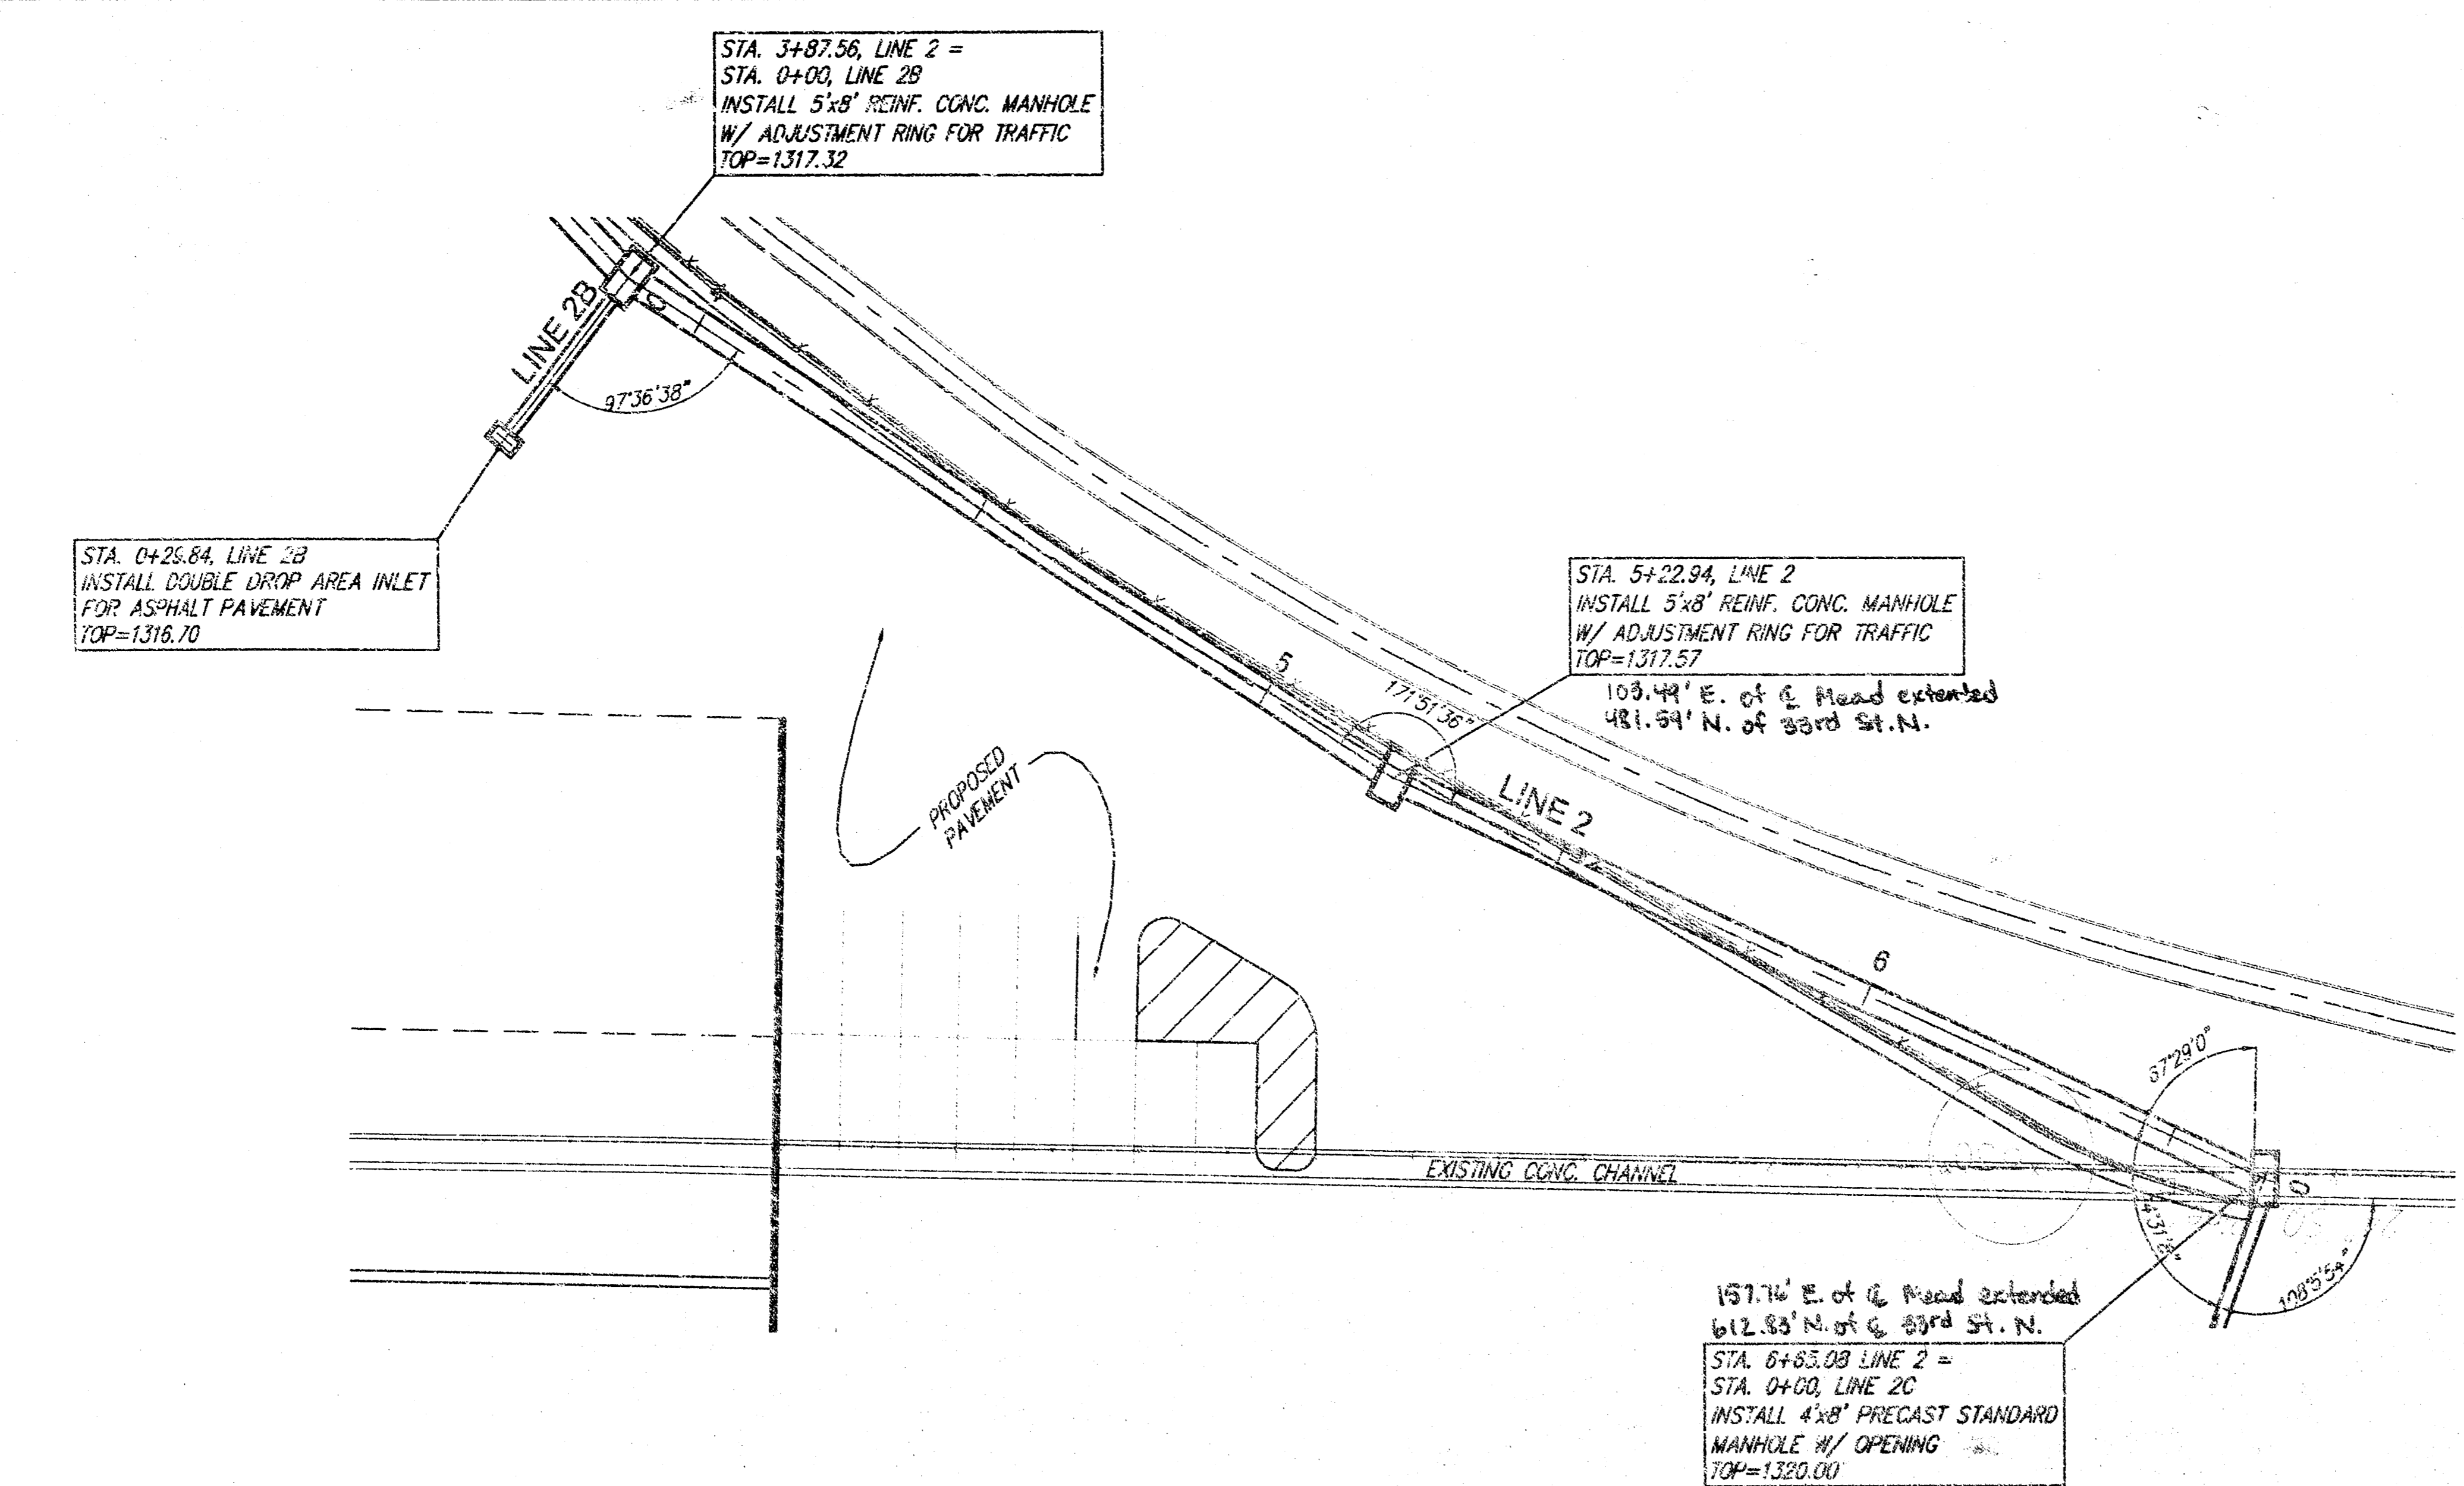 STA. 3+87.56, LINE 2 =
STA. 0+00, LINE 2B
INSTALL 5'x8' REINF. CONC. MANHOLE
W/ ADJUSTMENT RING FOR TRAFFIC
TOP=1317.32
LINE 2B
0
97°36'38"
STA. 0+29.84, LINE 2B
INSTALL DOUBLE DROP AREA INLET
FOR ASPHALT PAVEMENT
TOP=1316.70
STA. 5+22.94, LINE 2
INSTALL 5'x8' REINF. CONC. MANHOLE
W/ ADJUSTMENT RING FOR TRAFFIC
TOP=1317.57
103.49' E. of ℄ Mead extended
481.59' N. of 33rd St. N.
5
171°51'36"
LINE 2
PROPOSED
PAVEMENT
6
87°29'0"
EXISTING CONC. CHANNEL
0
108°5'54"
157.76' E. of ℄ Mead extended
612.83' N. of ℄ 33rd St. N.
STA. 6+65.08 LINE 2 =
STA. 0+00, LINE 2C
INSTALL 4'x8' PRECAST STANDARD
MANHOLE W/ OPENING
TOP=1320.00